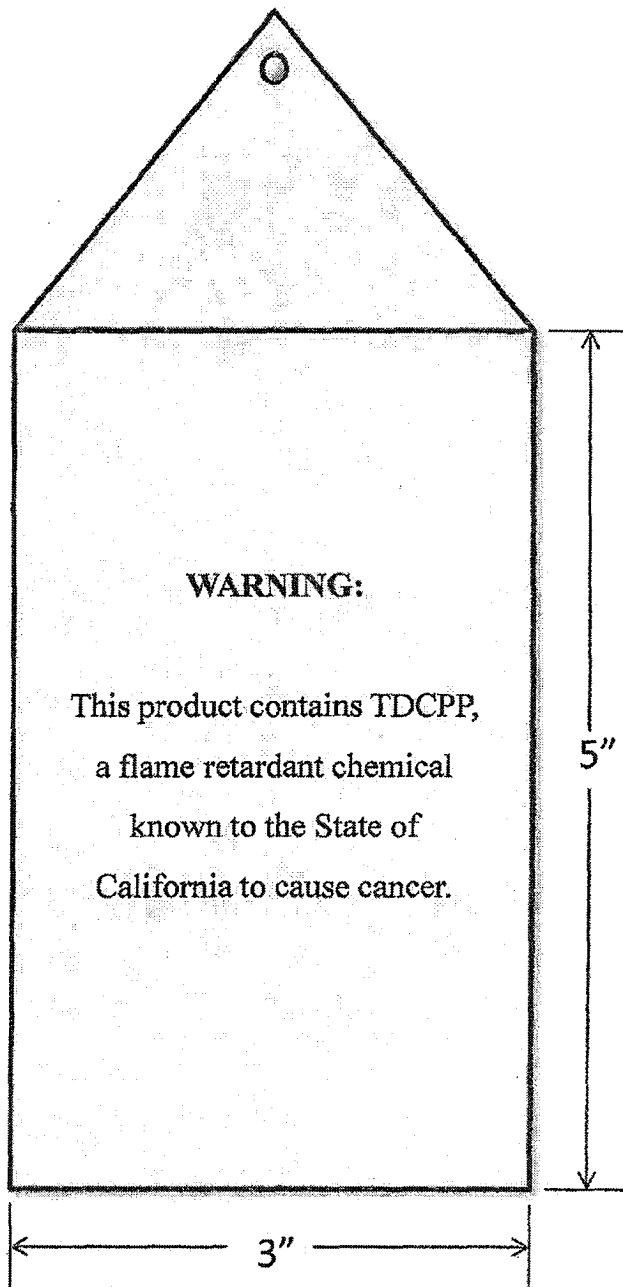 WARNING:
This product contains TDCPP,
a flame retardant chemical
known to the State of
California to cause cancer.
5”
3”